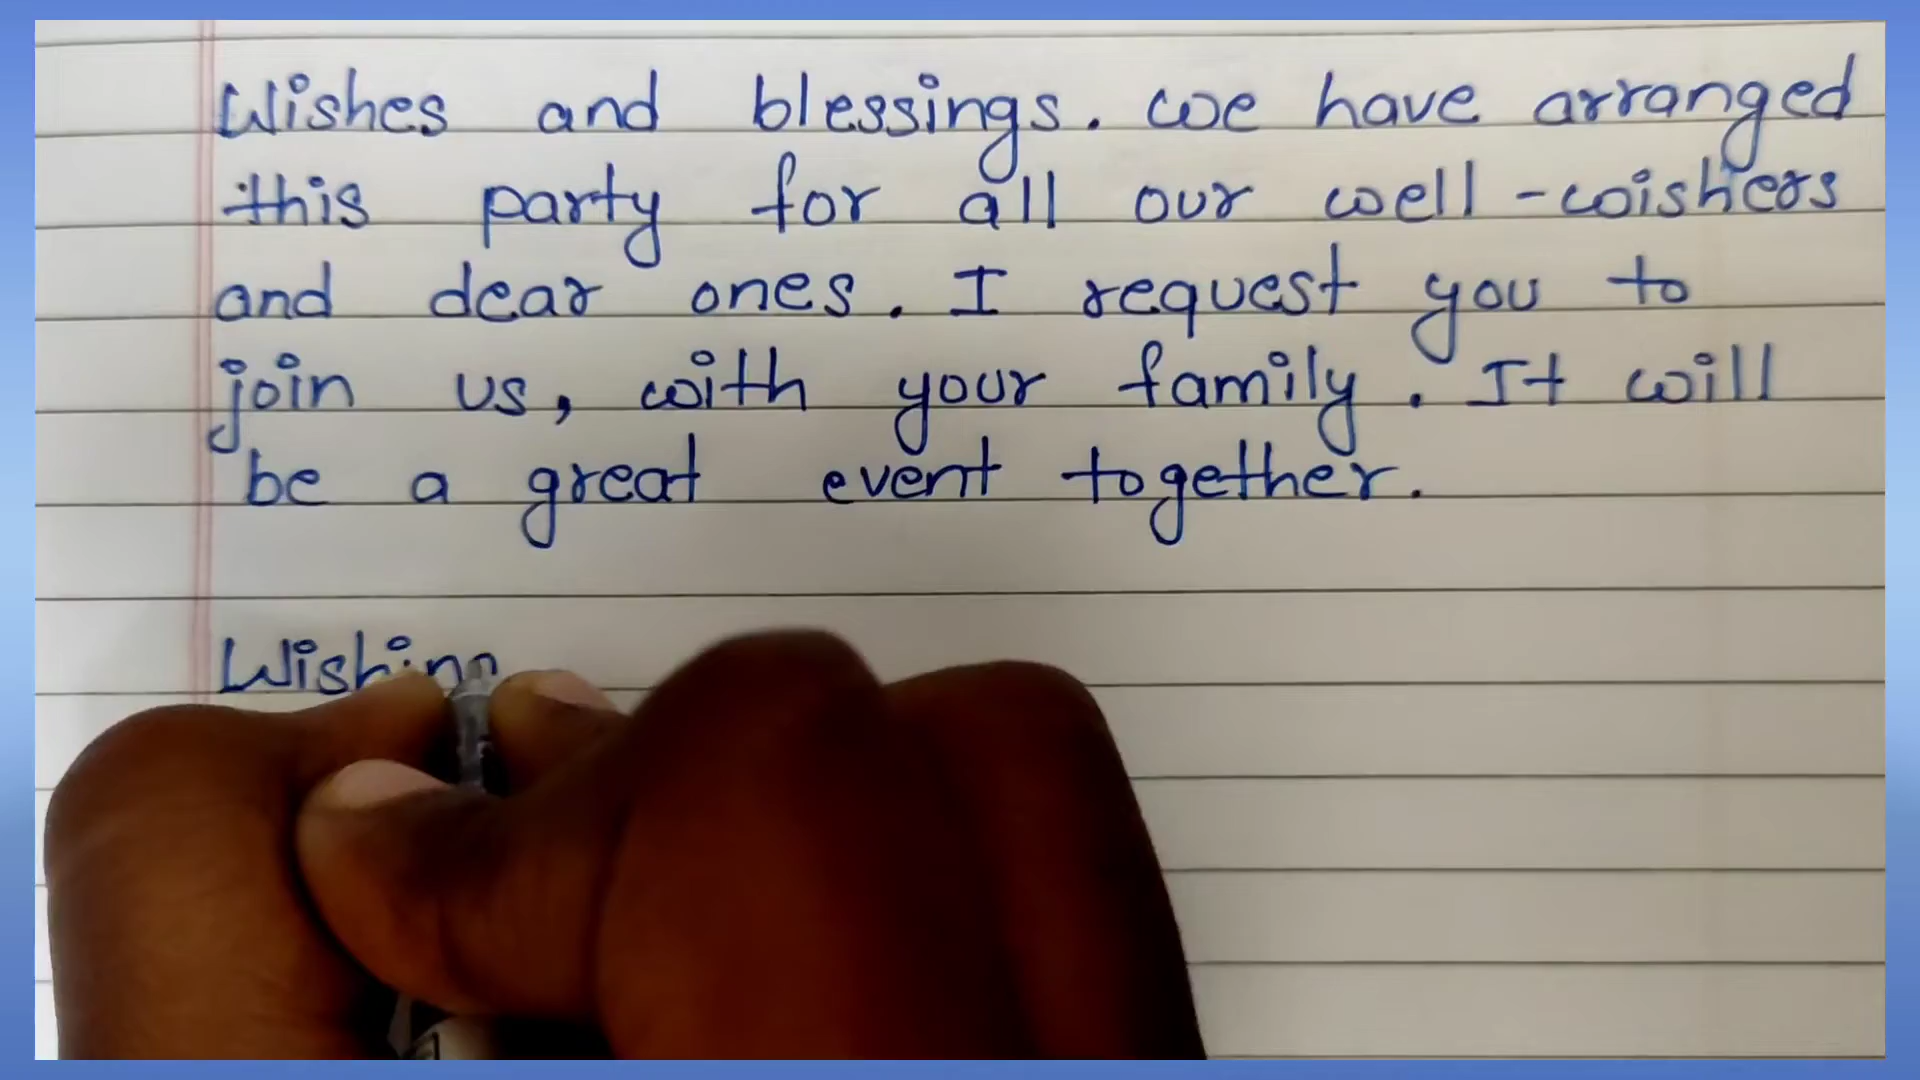 Wishes and blessings. We have arranged
this party for all our well-wishers
and dear ones. I request you to
join us, with your family. It will
be a great event together.